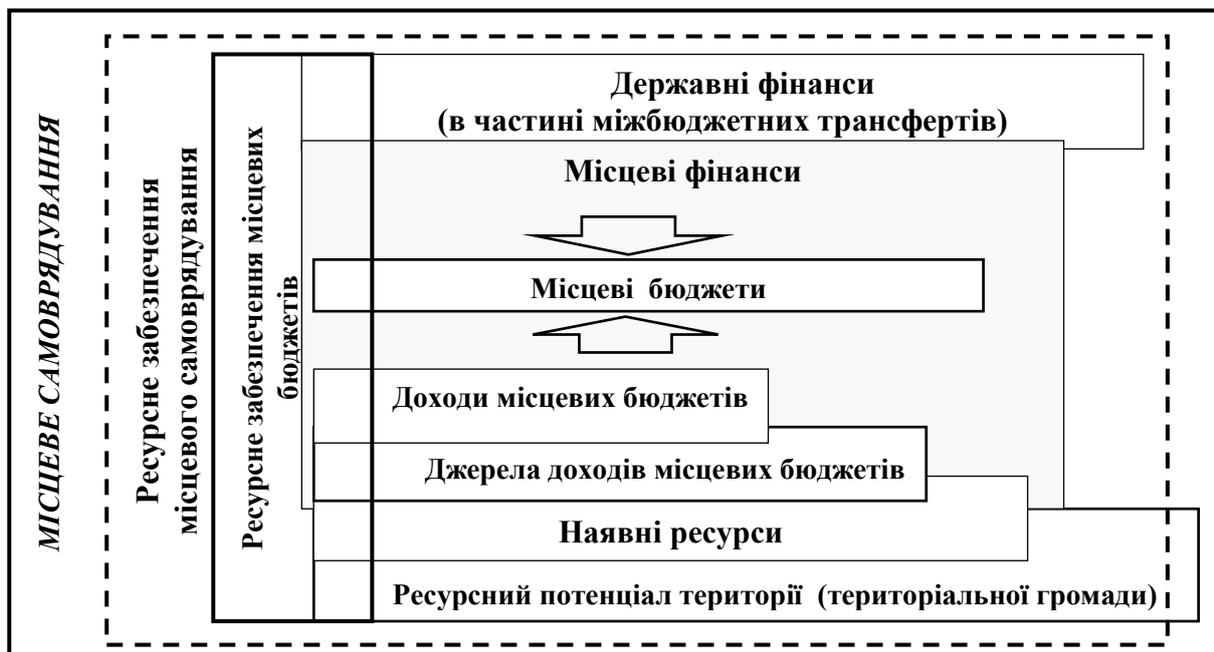 МІСЦЕВЕ САМОВРЯДУВАННЯ
Ресурсне забезпечення
місцевого самоврядування
Ресурсне забезпечення місцевих
бюджетів
Державні фінанси
(в частині міжбюджетних трансфертів)
Місцеві фінанси
Місцеві бюджети
Доходи місцевих бюджетів
Джерела доходів місцевих бюджетів
Наявні ресурси
Ресурсний потенціал території (територіальної громади)